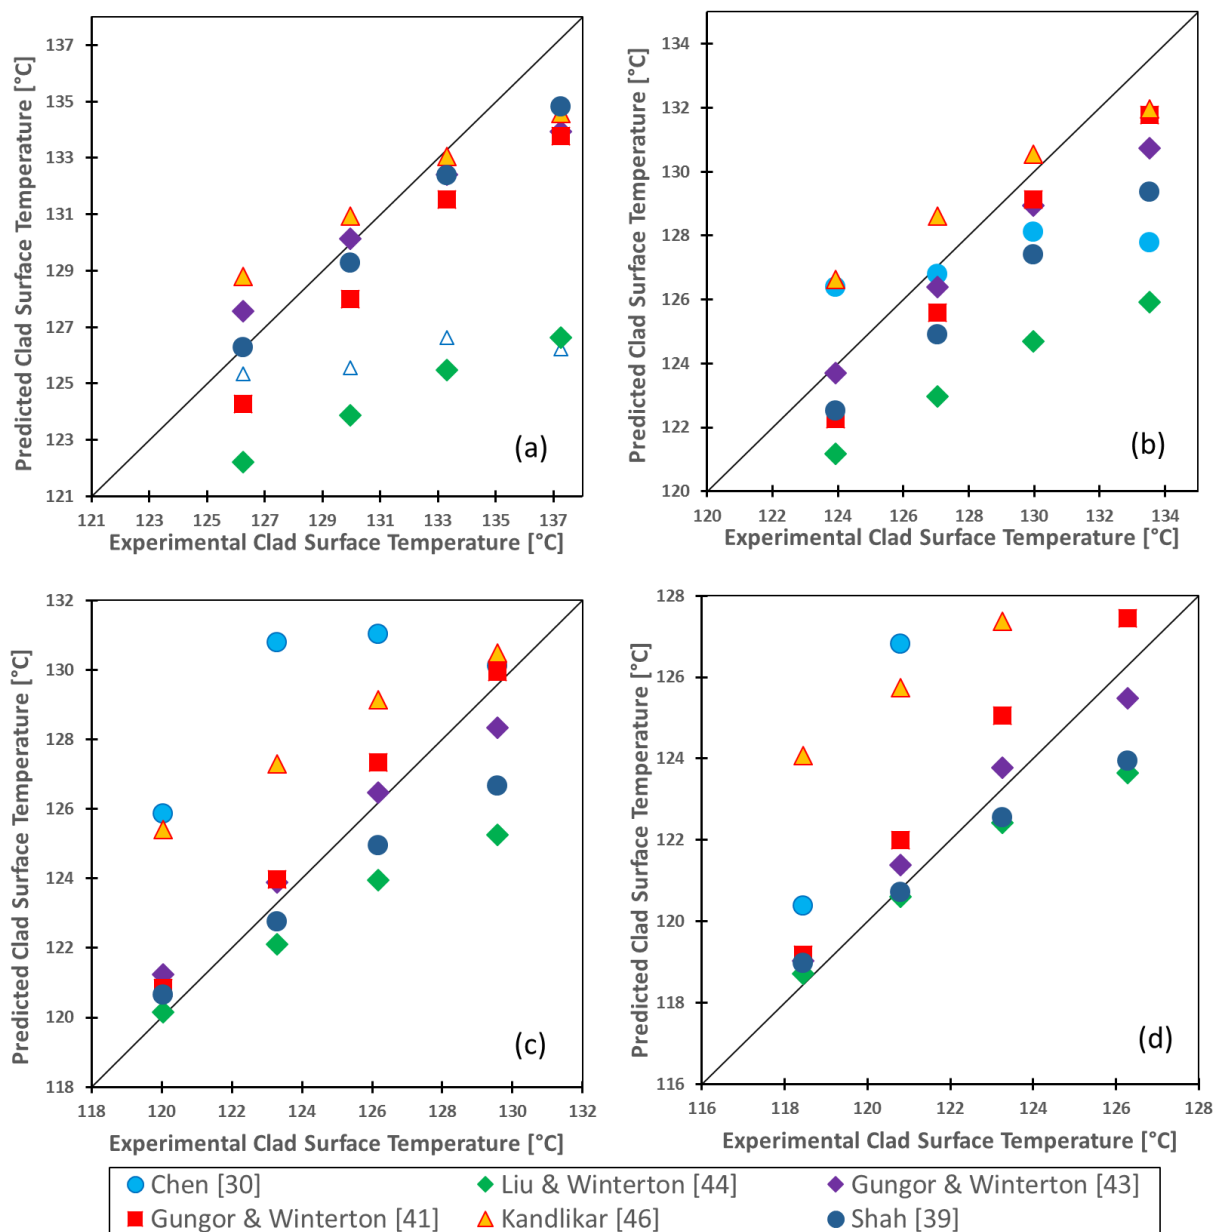 Predicted Clad Surface Temperature [°C]
137
135
133
131
129
127
125
123
121
121 123 125 127 129 131 133 135 137
Experimental Clad Surface Temperature [°C]
(a)
Predicted Clad Surface Temperature [°C]
134
132
130
128
126
124
122
120
120 122 124 126 128 130 132 134
Experimental Clad Surface Temperature [°C]
(b)
Predicted Clad Surface Temperature [°C]
132
130
128
126
124
122
120
118
118 120 122 124 126 128 130 132
Experimental Clad Surface Temperature [°C]
(c)
Predicted Clad Surface Temperature [°C]
128
126
124
122
120
118
116
116 118 120 122 124 126 128
Experimental Clad Surface Temperature [°C]
(d)
Chen [30] Liu & Winterton [44] Gungor & Winterton [43]
Gungor & Winterton [41] Kandlikar [46] Shah [39]